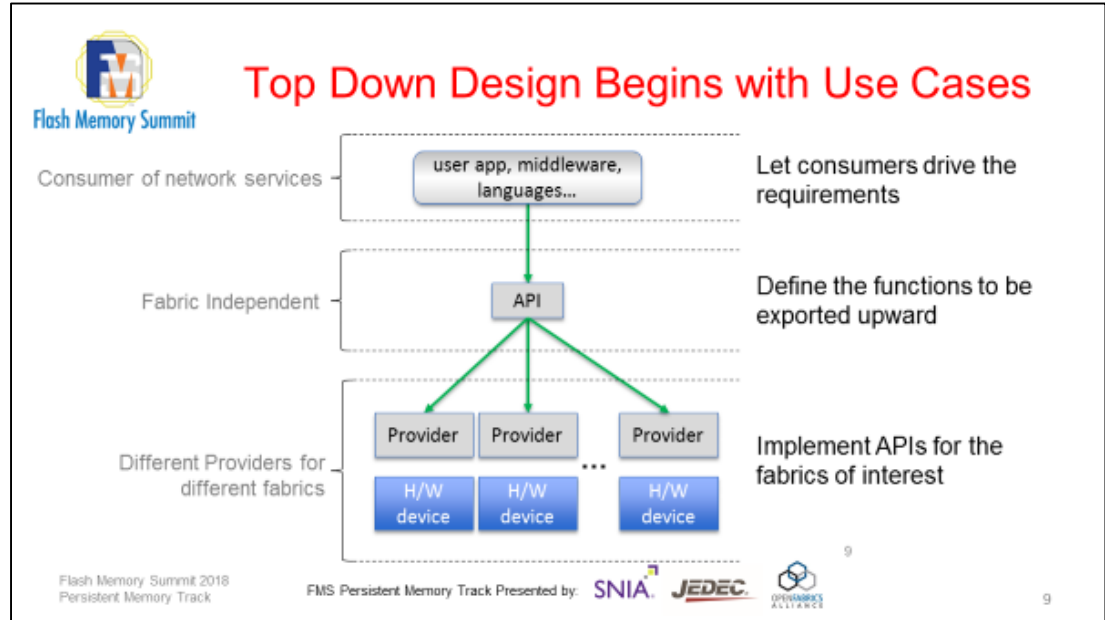 FMS
Flash Memory Summit
Top Down Design Begins with Use Cases
Consumer of network services
user app, middleware,
languages...
Let consumers drive the
requirements
Fabric Independent
API
Define the functions to be
exported upward
Different Providers for
different fabrics
Provider
Provider
...
Provider
H/W
device
H/W
device
H/W
device
Implement APIs for the
fabrics of interest
9
Flash Memory Summit 2018
Persistent Memory Track
FMS Persistent Memory Track Presented by:
SNIA.
JEDEC.
OPENFABRICS
ALLIANCE
9